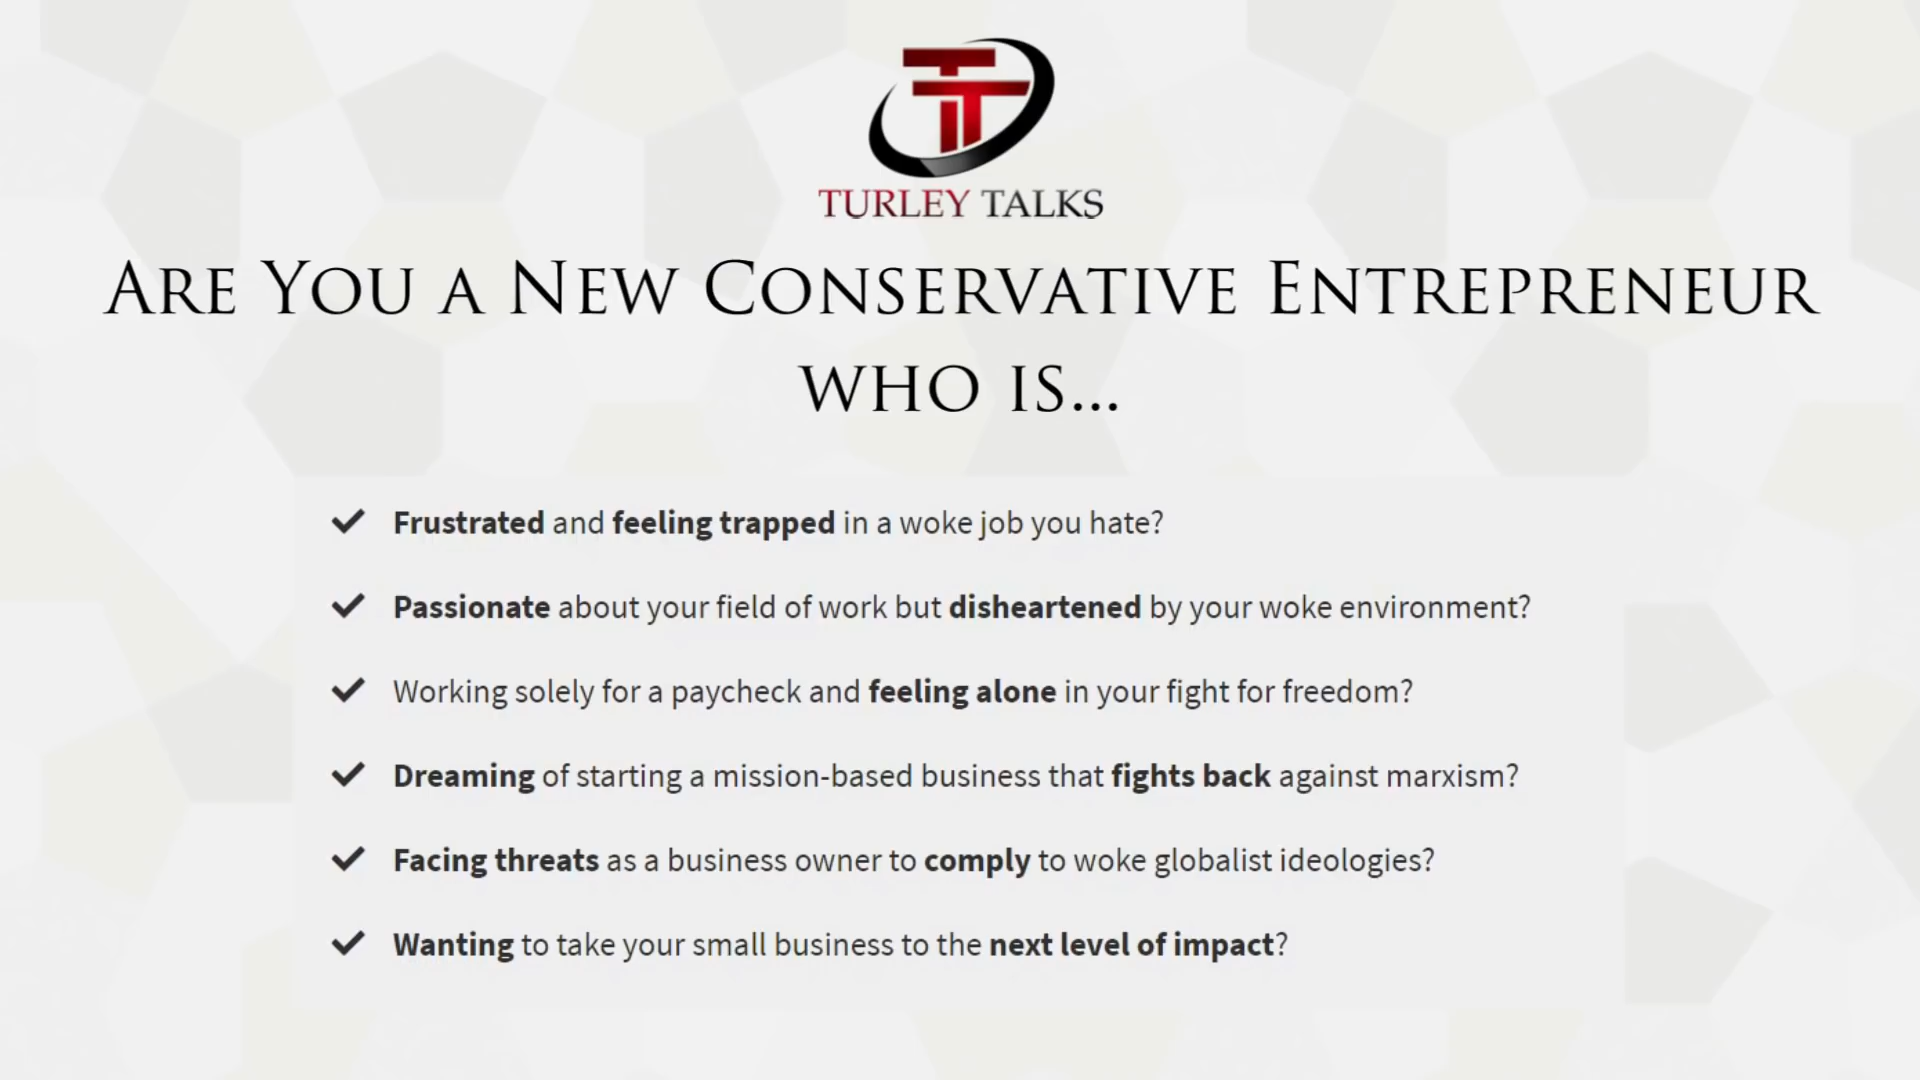 TURLEY TALKS
ARE YOU A NEW CONSERVATIVE ENTREPRENEUR
WHO IS...
Frustrated and feeling trapped in a woke job you hate?
Passionate about your field of work but disheartened by your woke environment?
Working solely for a paycheck and feeling alone in your fight for freedom?
Dreaming of starting a mission-based business that fights back against marxism?
Facing threats as a business owner to comply to woke globalist ideologies?
Wanting to take your small business to the next level of impact?